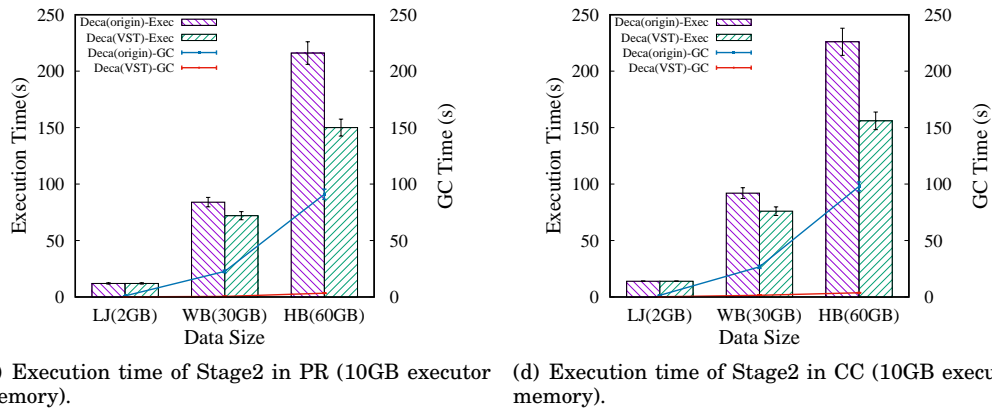 Deca(origin)-Exec
Deca(VST)-Exec
Deca(origin)-GC
Deca(VST)-GC
250
200
150
100
50
0
250
200
150
100
50
0
Execution Time(s)
GC Time (s)
LJ(2GB) WB(30GB) HB(60GB)
Data Size
) Execution time of Stage2 in PR (10GB executor
emory).
Deca(origin)-Exec
Deca(VST)-Exec
Deca(origin)-GC
Deca(VST)-GC
250
200
150
100
50
0
250
200
150
100
50
0
Execution Time(s)
GC Time (s)
LJ(2GB) WB(30GB) HB(60GB)
Data Size
(d) Execution time of Stage2 in CC (10GB execu
memory).